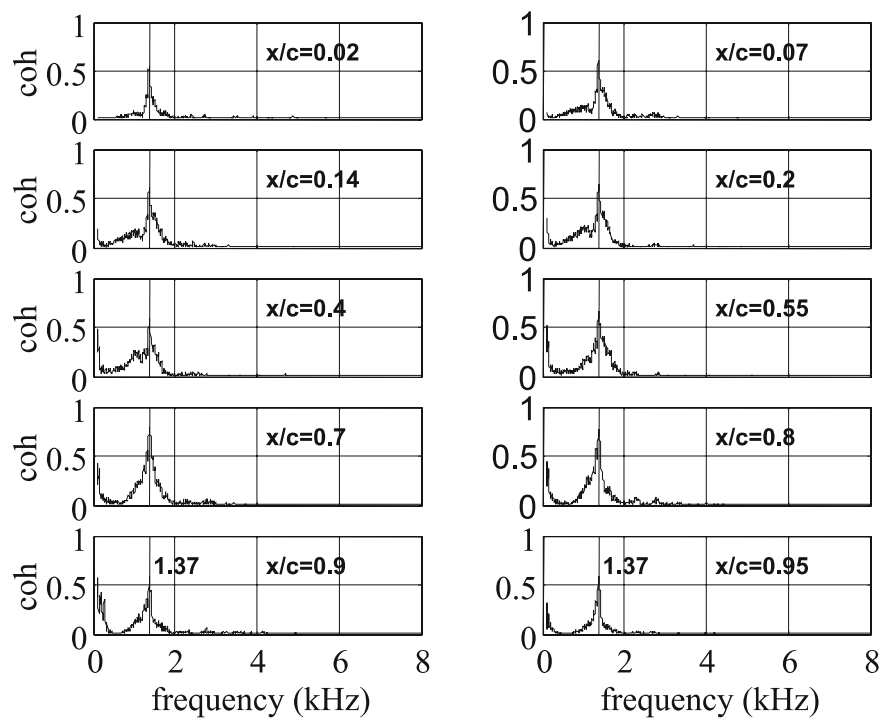 1
coh
0.5
0
x/c=0.02
1
0.5
0
x/c=0.07
1
coh
0.5
0
x/c=0.14
1
0.5
0
x/c=0.2
1
coh
0.5
0
x/c=0.4
1
0.5
0
x/c=0.55
1
coh
0.5
0
x/c=0.7
1
0.5
0
x/c=0.8
1
coh
0.5
0
1.37
x/c=0.9
0 2 4 6 8
frequency (kHz)
1
0.5
0
1.37
x/c=0.95
0 2 4 6 8
frequency (kHz)